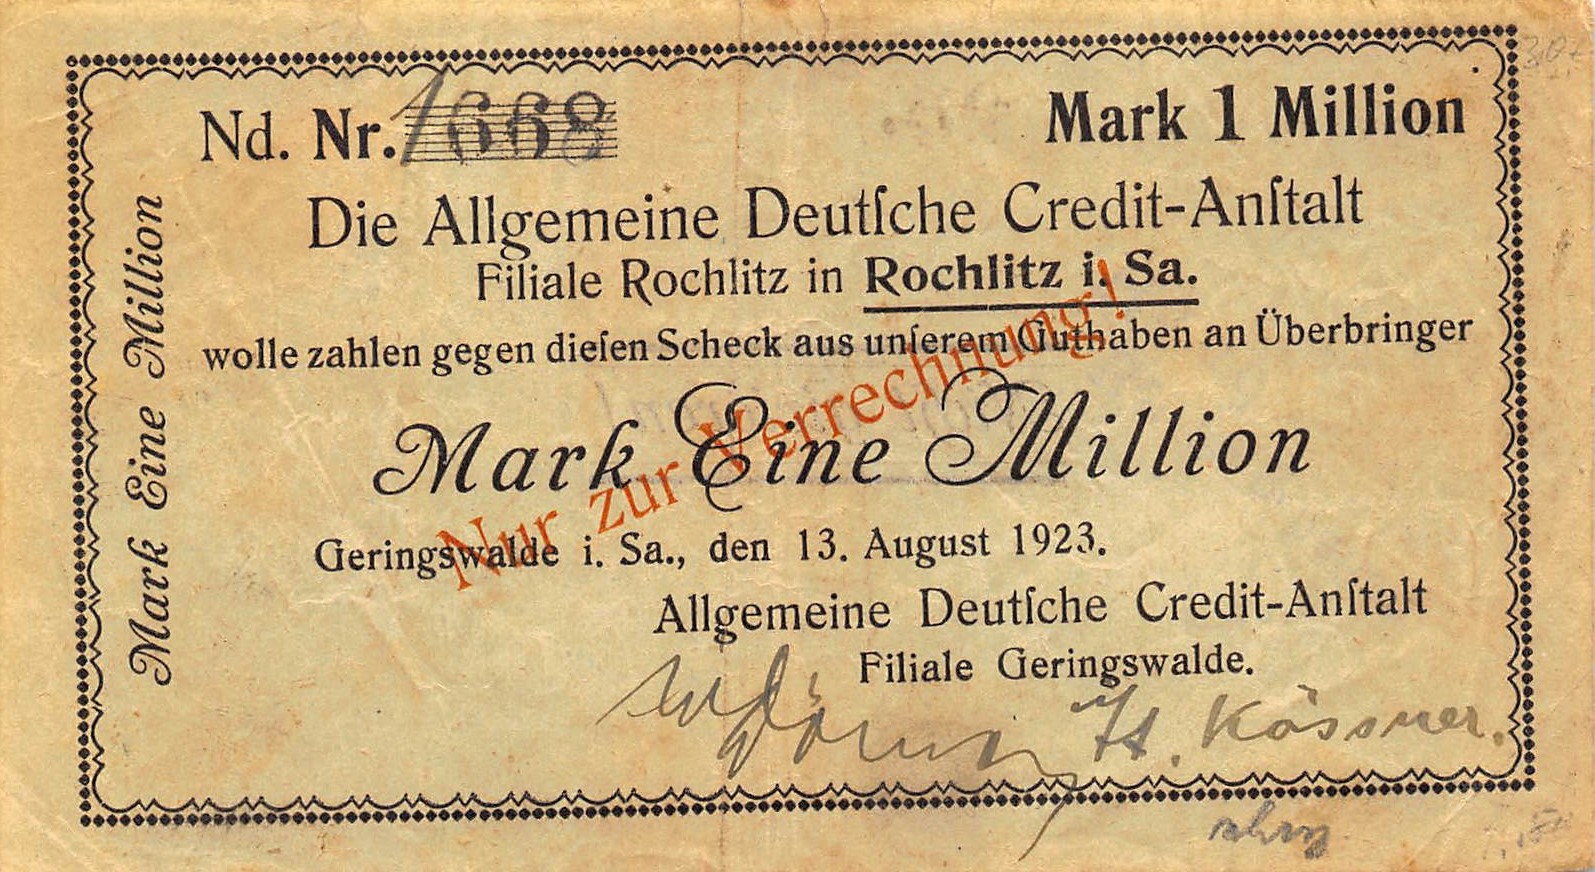 Nd. Nr. 1668
Mark 1 Million
Die Allgemeine Deutſche Credit-Anſtalt
Filiale Rochlitz in Rochlitz i. Sa.
wolle zahlen gegen dieſen Scheck aus unſerem Guthaben an Überbringer
Mark Eine Million
Nur zur Verrechnung!
Geringswalde i. Sa., den 13. August 1923.
Allgemeine Deutſche Credit-Anſtalt
Filiale Geringswalde.
Kössner.
Mark Eine Million